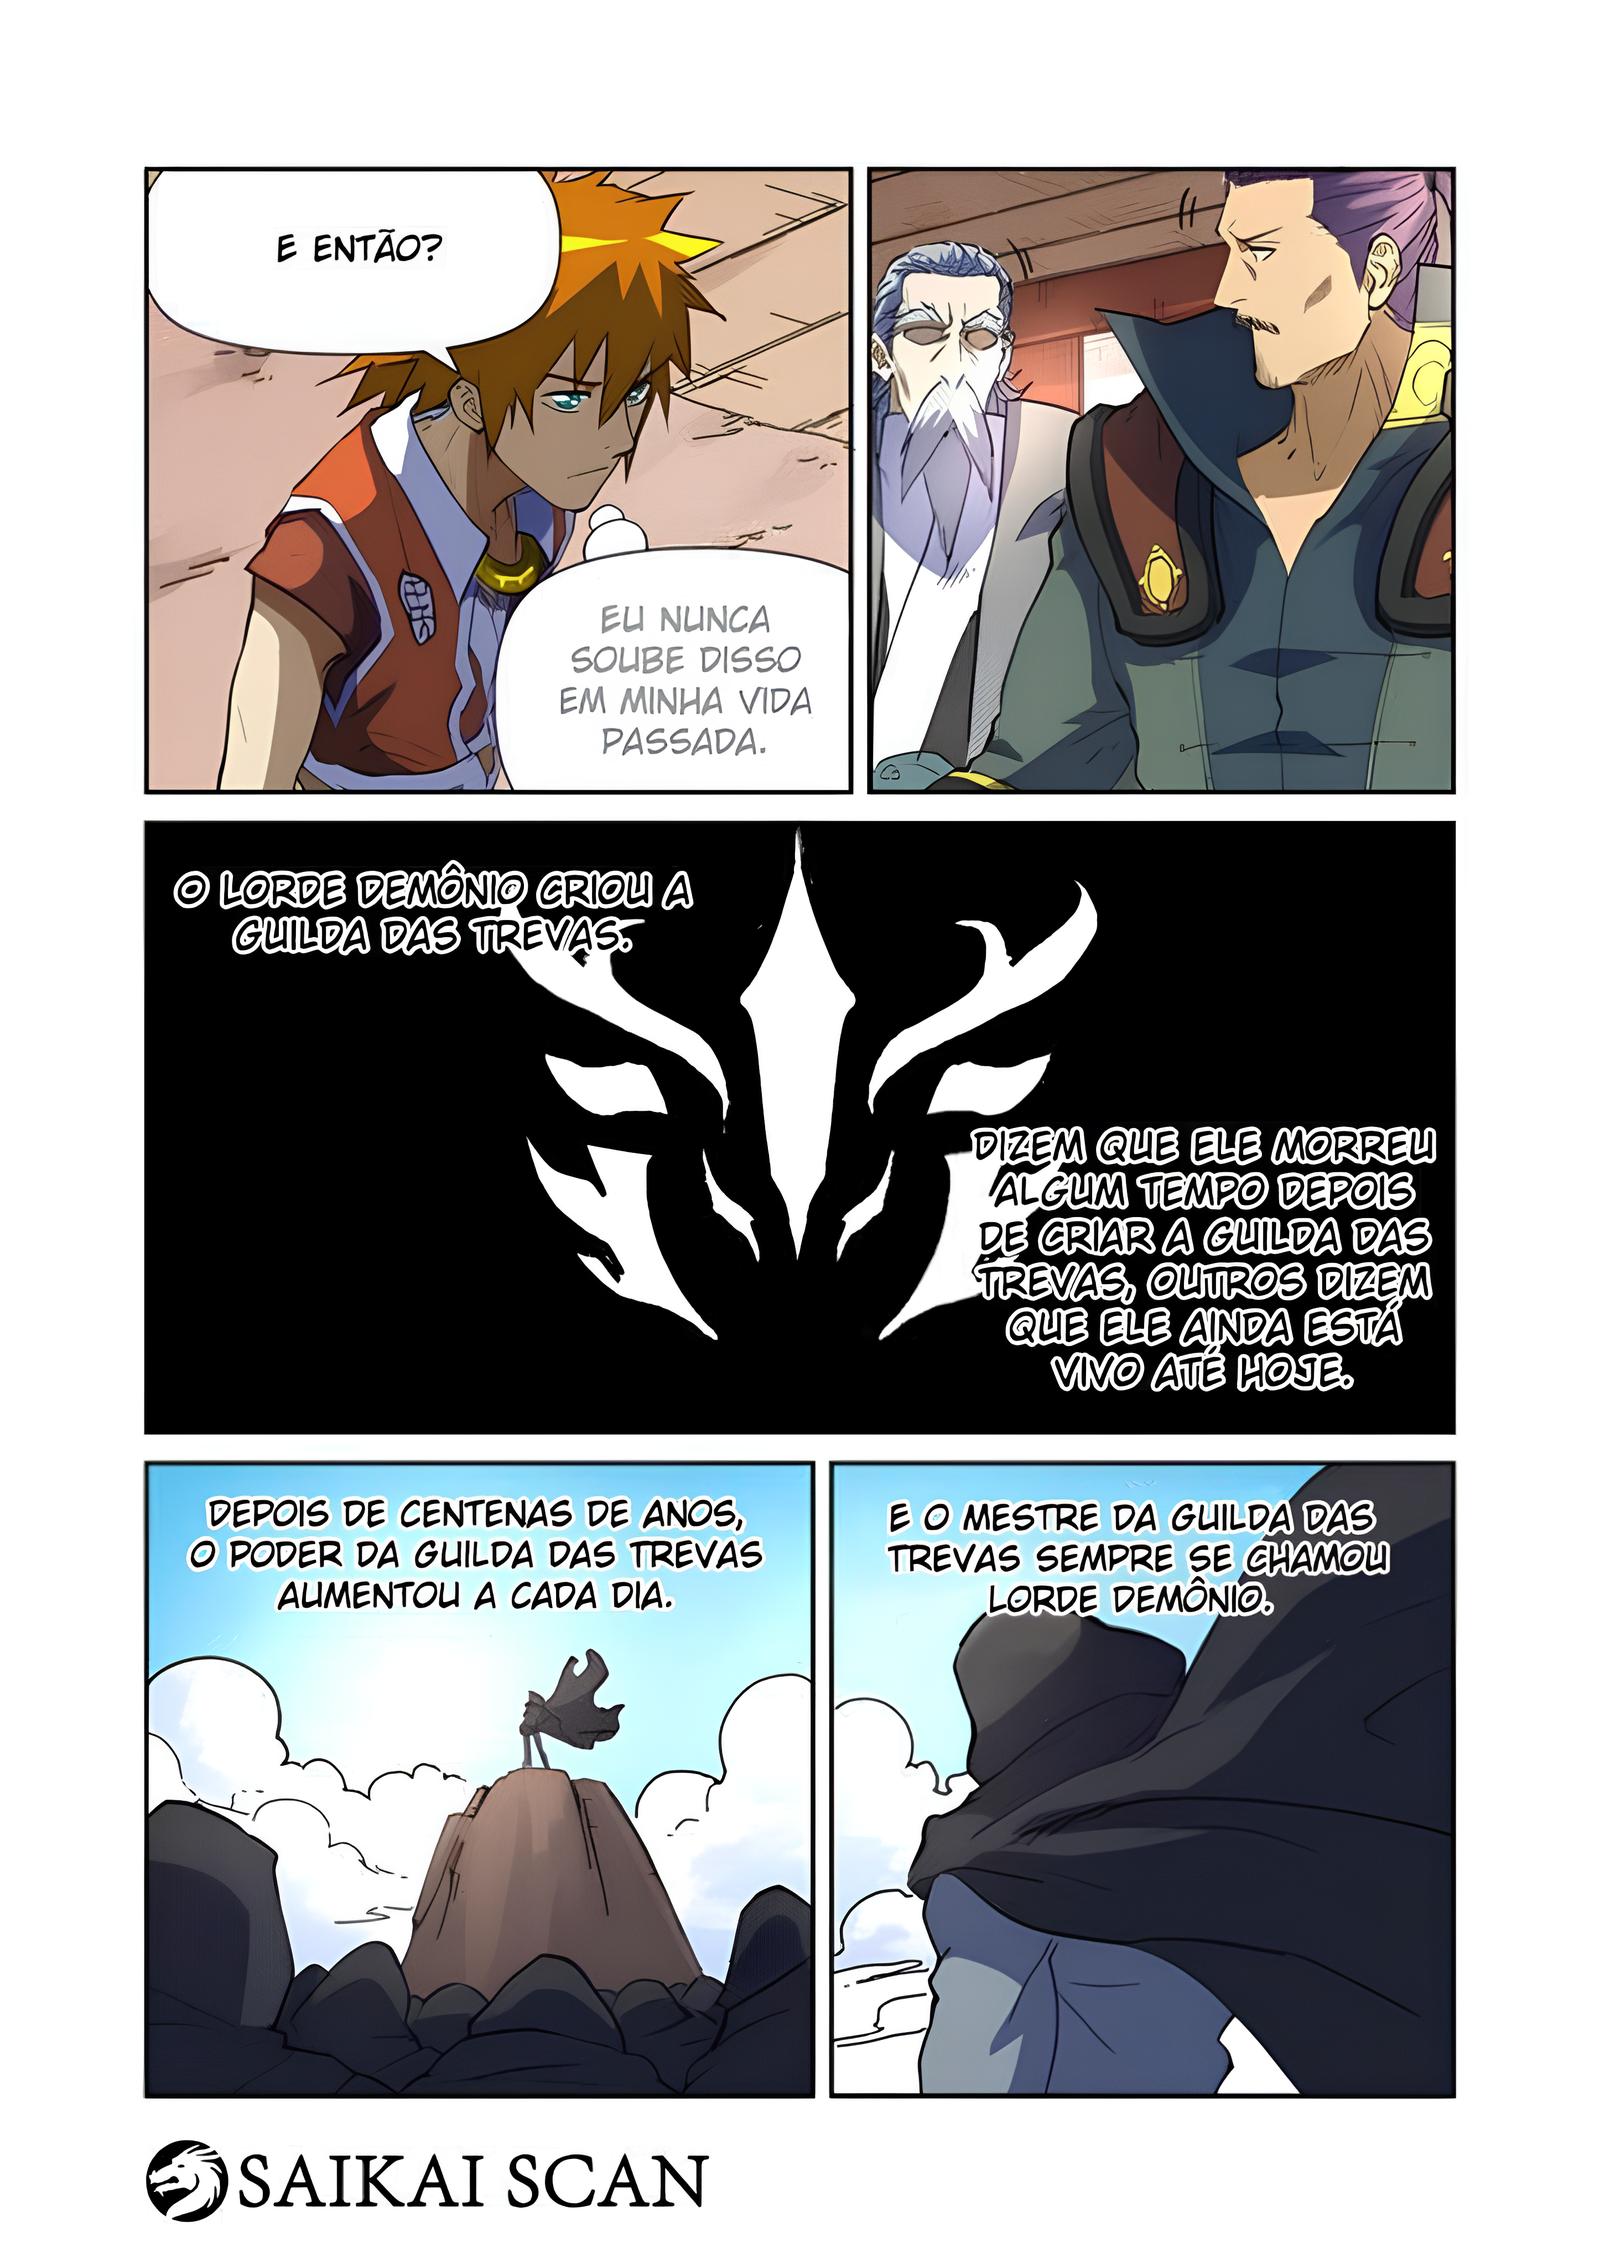 E ENTÃO?
EU NUNCA
SOUBE DISSO
EM MINHA VIDA
PASSADA.
O LORDE DEMÔNIO CRIOU A
GUILDA DAS TREVAS.
DIZEM QUE ELE MORREU
ALGUM TEMPO DEPOIS
DE CRIAR A GUILDA DAS
TREVAS, OUTROS DIZEM
QUE ELE AINDA ESTÁ
VIVO ATÉ HOJE.
DEPOIS DE CENTENAS DE ANOS,
O PODER DA GUILDA DAS TREVAS
AUMENTOU A CADA DIA.
E O MESTRE DA GUILDA DAS
TREVAS SEMPRE SE CHAMOU
LORDE DEMÔNIO.
SAIKAI SCAN